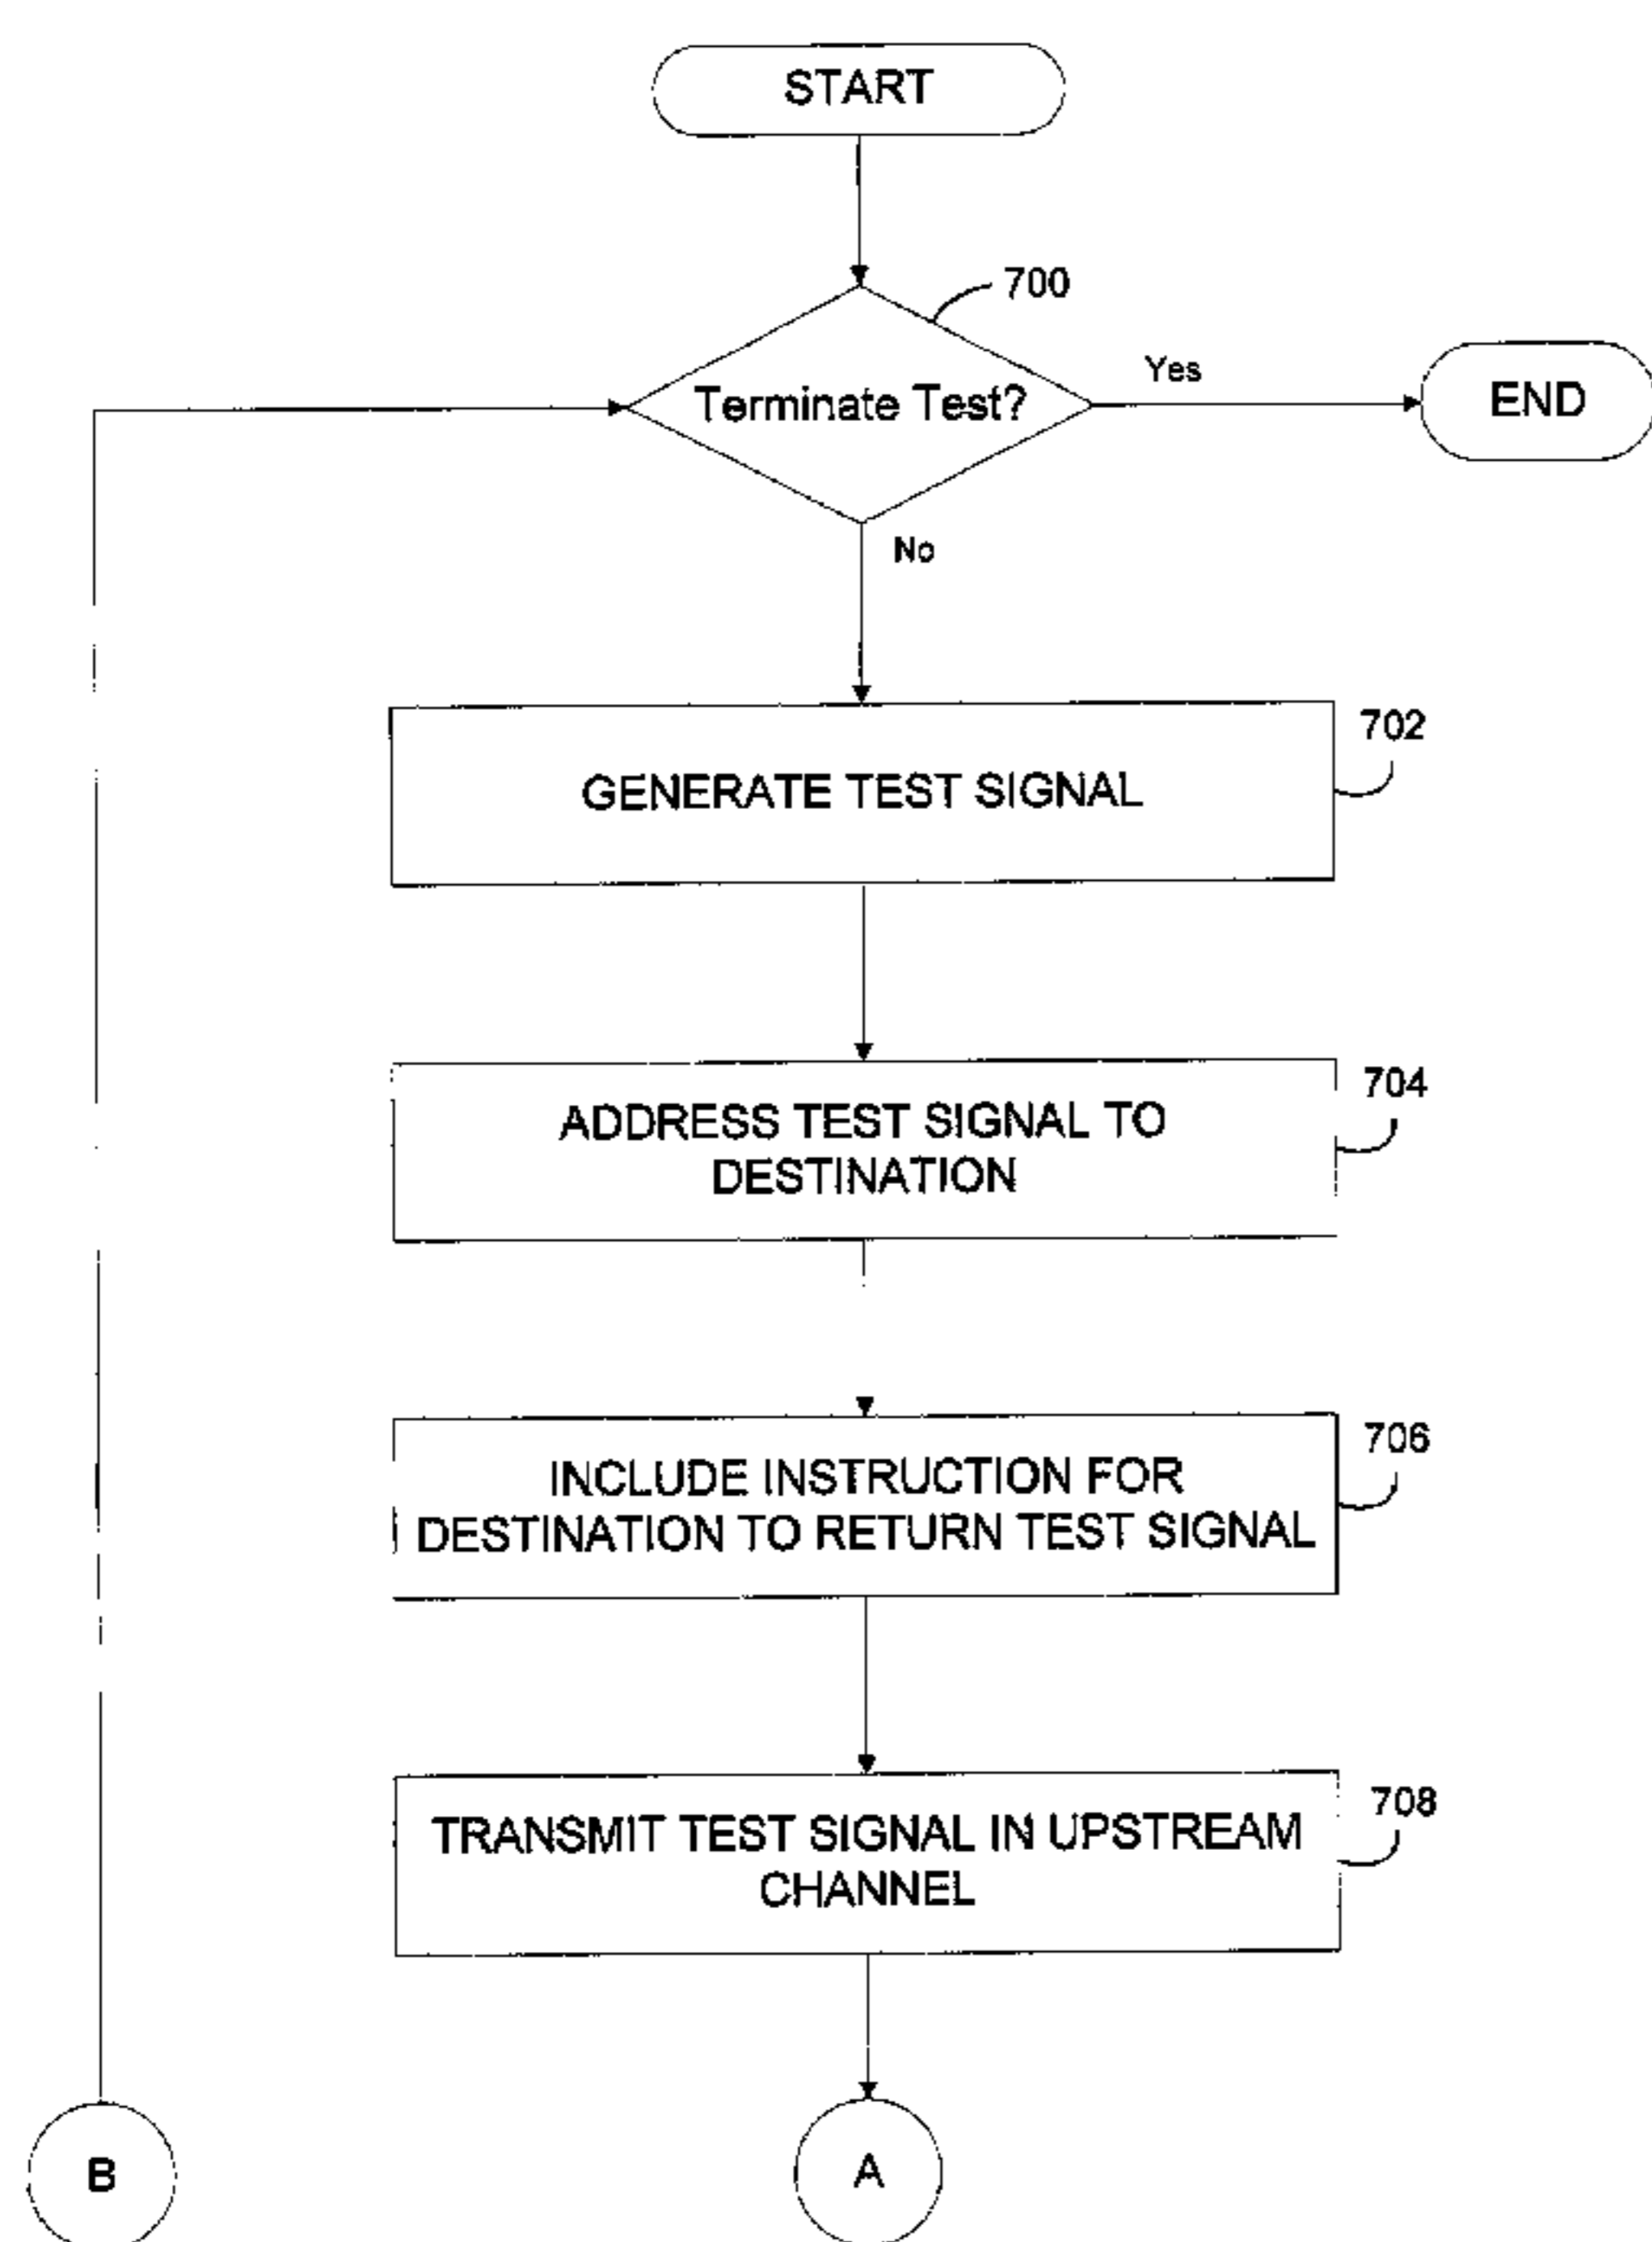 START
700
Terminate Test?
Yes
END
No
GENERATE TEST SIGNAL
702
ADDRESS TEST SIGNAL TO
DESTINATION
704
INCLUDE INSTRUCTION FOR
DESTINATION TO RETURN TEST SIGNAL
706
TRANSMIT TEST SIGNAL IN UPSTREAM
CHANNEL
708
B
A